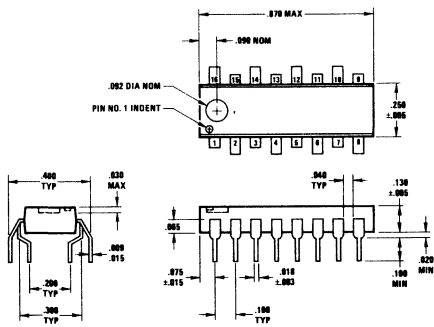 .870 MAX
.090 NOM
16 15 14 13 12 11 10 9
.092 DIA NOM
PIN NO. 1 INDENT
.250
±.005
1 2 3 4 5 6 7 8
.400
TYP
.030
MAX
.040
TYP
.130
±.005
.065
.009
.015
.020
MIN
.075
±.015
.018
±.003
.100
MIN
.200
TYP
.300
TYP
.100
TYP